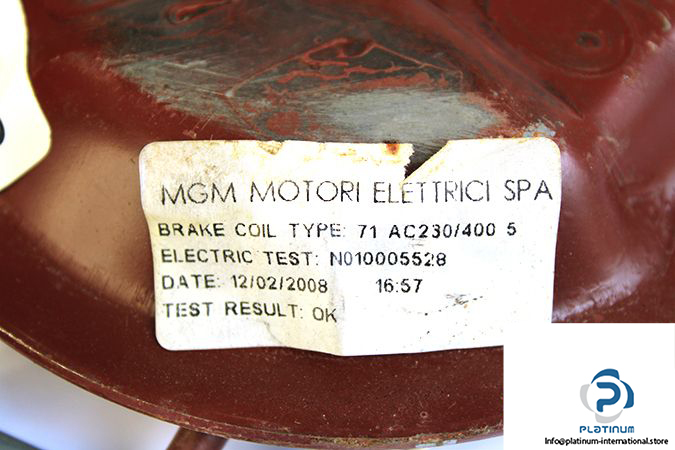 MGM MOTORI ELETTRICI SPA
BRAKE COIL TYPE: 71 AC230/400 5
ELECTRIC TEST: N010005528
DATE: 12/02/2008 16:57
TEST RESULT: OK
PLATINUM
Info@platinum-international.store